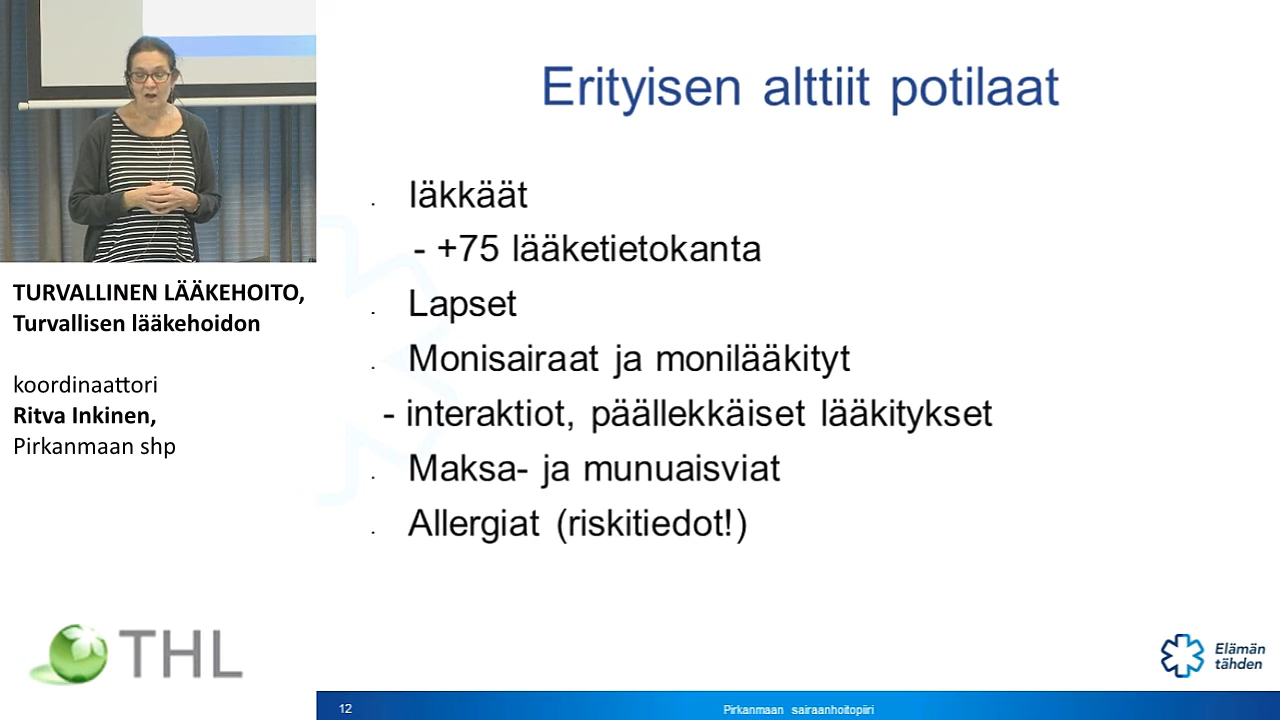 TURVALLINEN LÄÄKEHOITO,
Turvallisen lääkehoidon
koordinaattori
Ritva Inkinen,
Pirkanmaan shp
THL
Erityisen alttiit potilaat
. Iäkkäät
- +75 lääketietokanta
. Lapset
. Monisairaat ja monilääkityt
- interaktiot, päällekkäiset lääkitykset
. Maksa- ja munuaisviat
. Allergiat (riskitiedot!)
Elämän
tähden
12
Pirkanmaan sairaanhoitopiiri